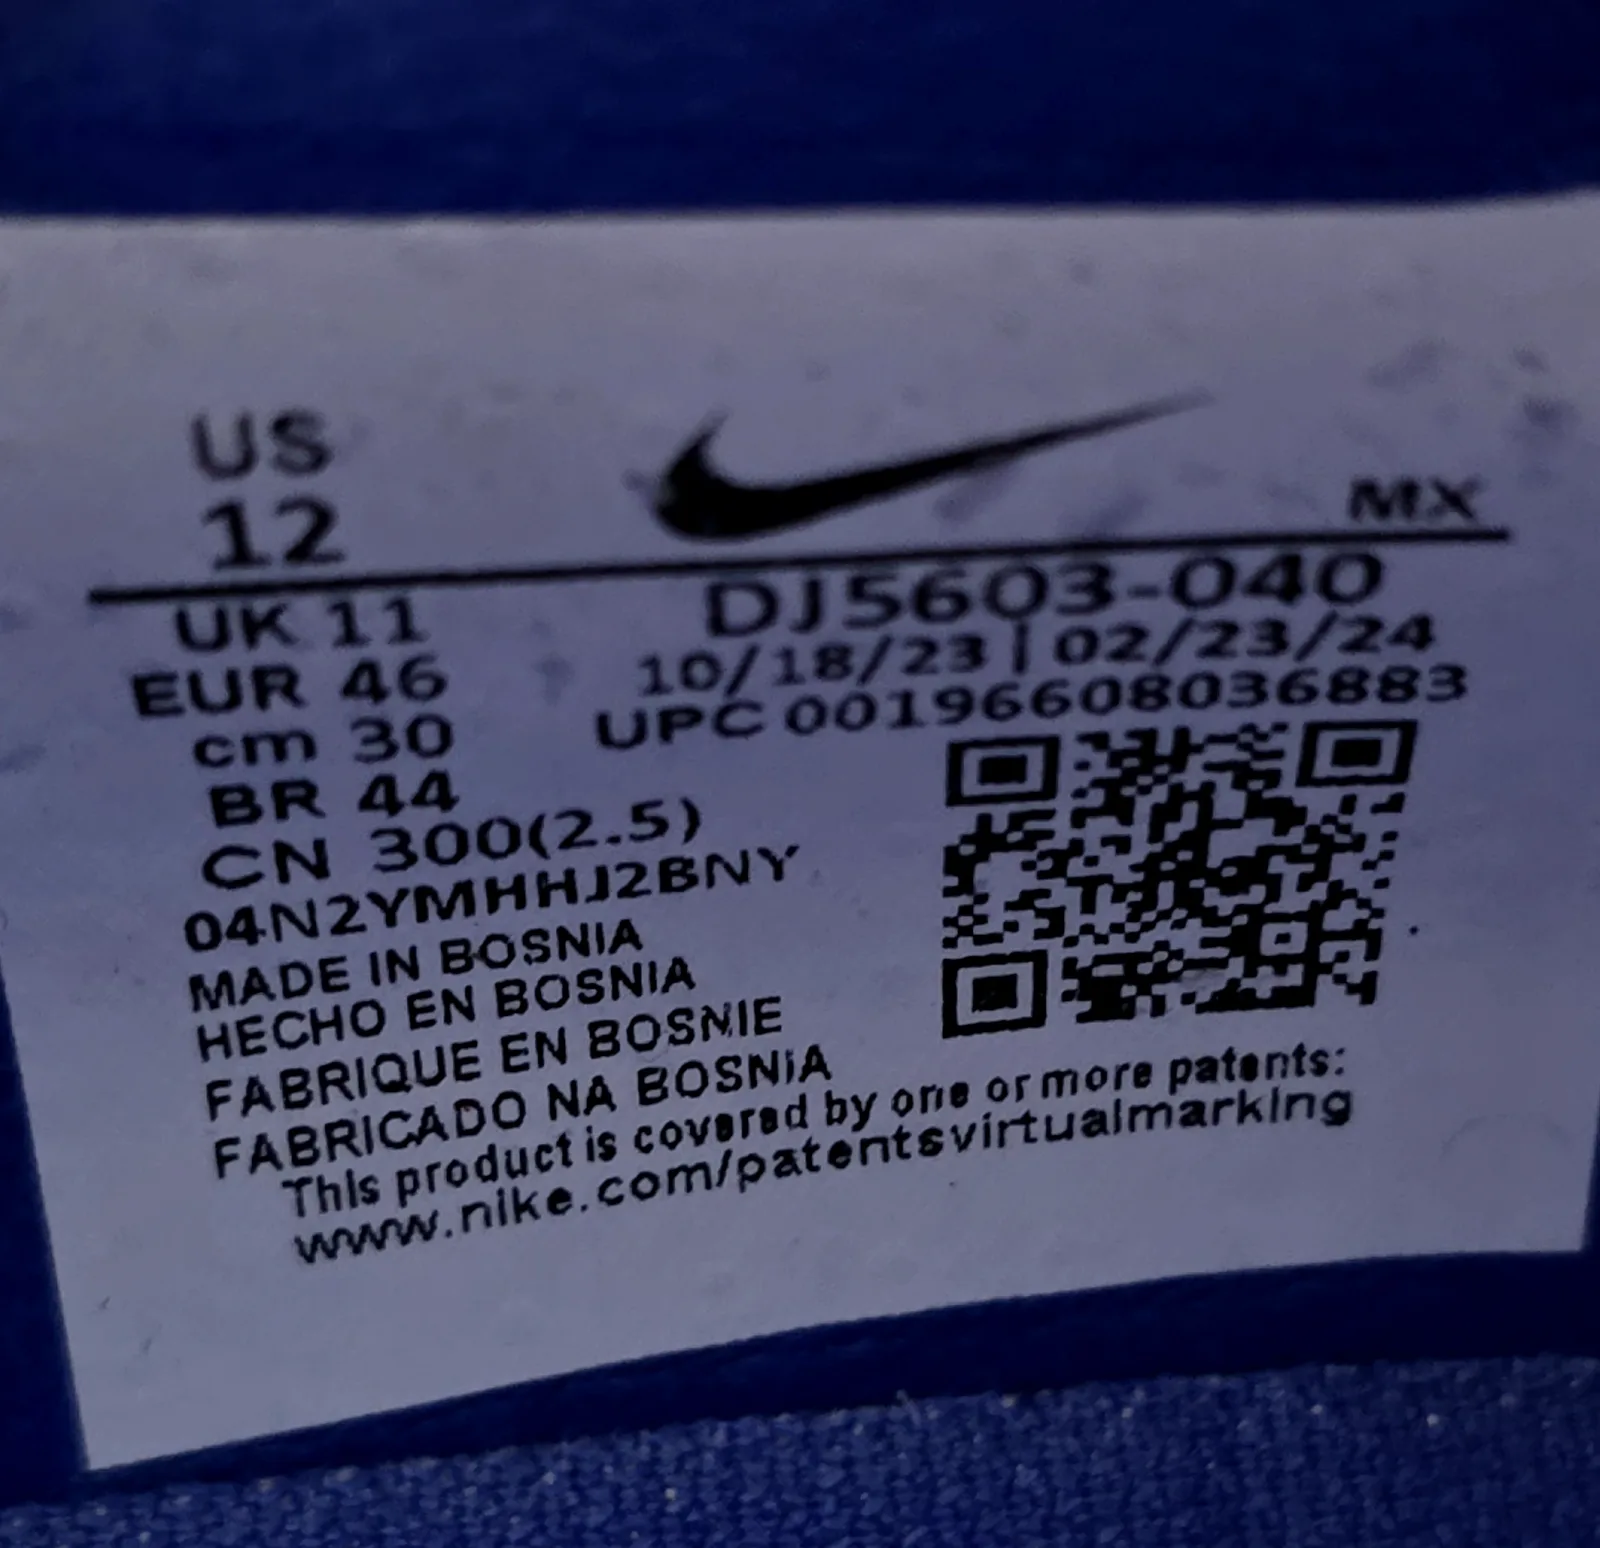 US
12
MX
UK 11
EUR 46
cm 30
BR 44
CN 300(2.5)
DJ5603-040
10/18/23 | 02/23/24
UPC 00196608036883
04N2YMHHJ2BNY
MADE IN BOSNIA
HECHO EN BOSNIA
FABRIQUE EN BOSNIE
FABRICADO NA BOSNIA
This product is covered by one or more patents:
www.nike.com/patentsvirtualmarking